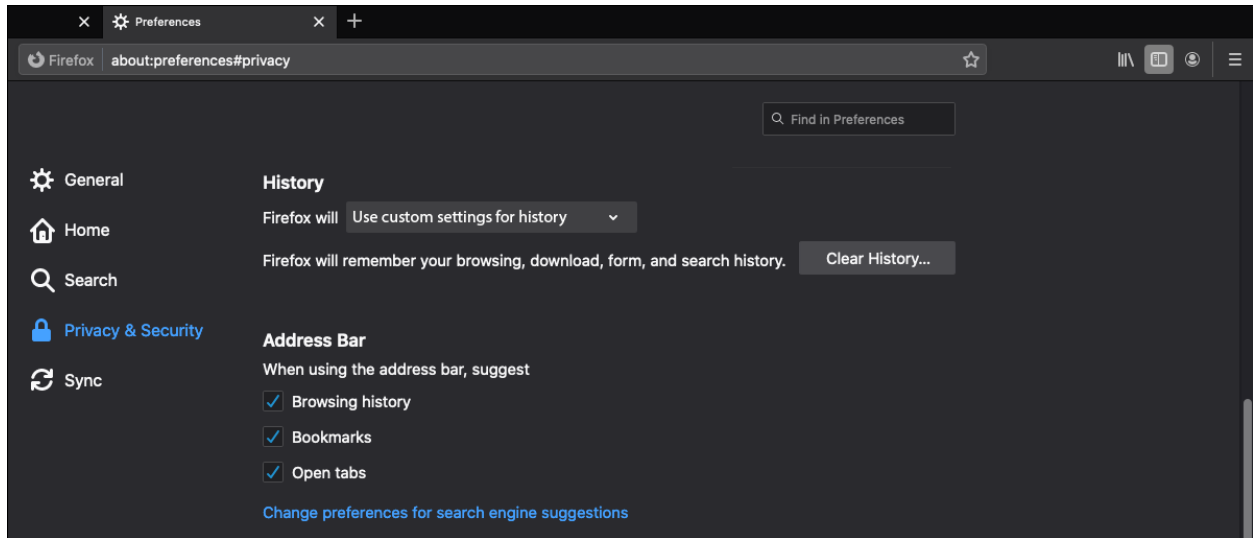 Preferences
Firefox about:preferences#privacy
Find in Preferences
General
Home
Search
Privacy & Security
Sync
History
Firefox will Use custom settings for history
Firefox will remember your browsing, download, form, and search history. Clear History...
Address Bar
When using the address bar, suggest
Browsing history
Bookmarks
Open tabs
Change preferences for search engine suggestions